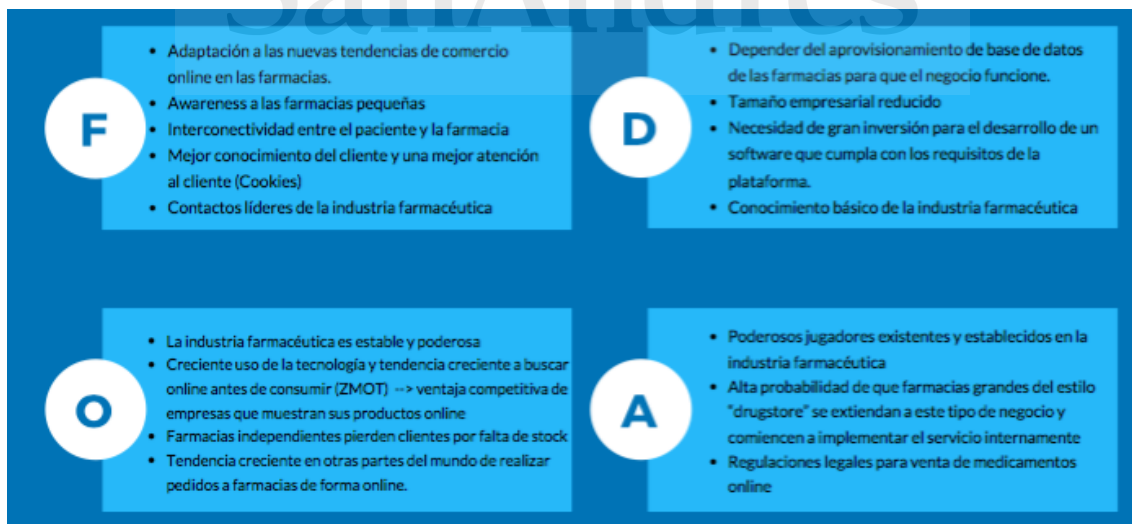 SanAndrés
F
• Adaptación a las nuevas tendencias de comercio
online en las farmacias.
• Awareness a las farmacias pequeñas
• Interconectividad entre el paciente y la farmacia
• Mejor conocimiento del cliente y una mejor atención
al cliente (Cookies)
• Contactos líderes de la industria farmacéutica
D
• Depender del aprovisionamiento de base de datos
de las farmacias para que el negocio funcione.
• Tamaño empresarial reducido
• Necesidad de gran inversión para el desarrollo de un
software que cumpla con los requisitos de la
plataforma.
• Conocimiento básico de la industria farmacéutica
O
• La industria farmacéutica es estable y poderosa
• Creciente uso de la tecnología y tendencia creciente a buscar
online antes de consumir (ZMOT) --> ventaja competitiva de
empresas que muestran sus productos online
• Farmacias independientes pierden clientes por falta de stock
• Tendencia creciente en otras partes del mundo de realizar
pedidos a farmacias de forma online.
A
• Poderosos jugadores existentes y establecidos en la
industria farmacéutica
• Alta probabilidad de que farmacias grandes del estilo
"drugstore" se extiendan a este tipo de negocio y
comiencen a implementar el servicio internamente
• Regulaciones legales para venta de medicamentos
online